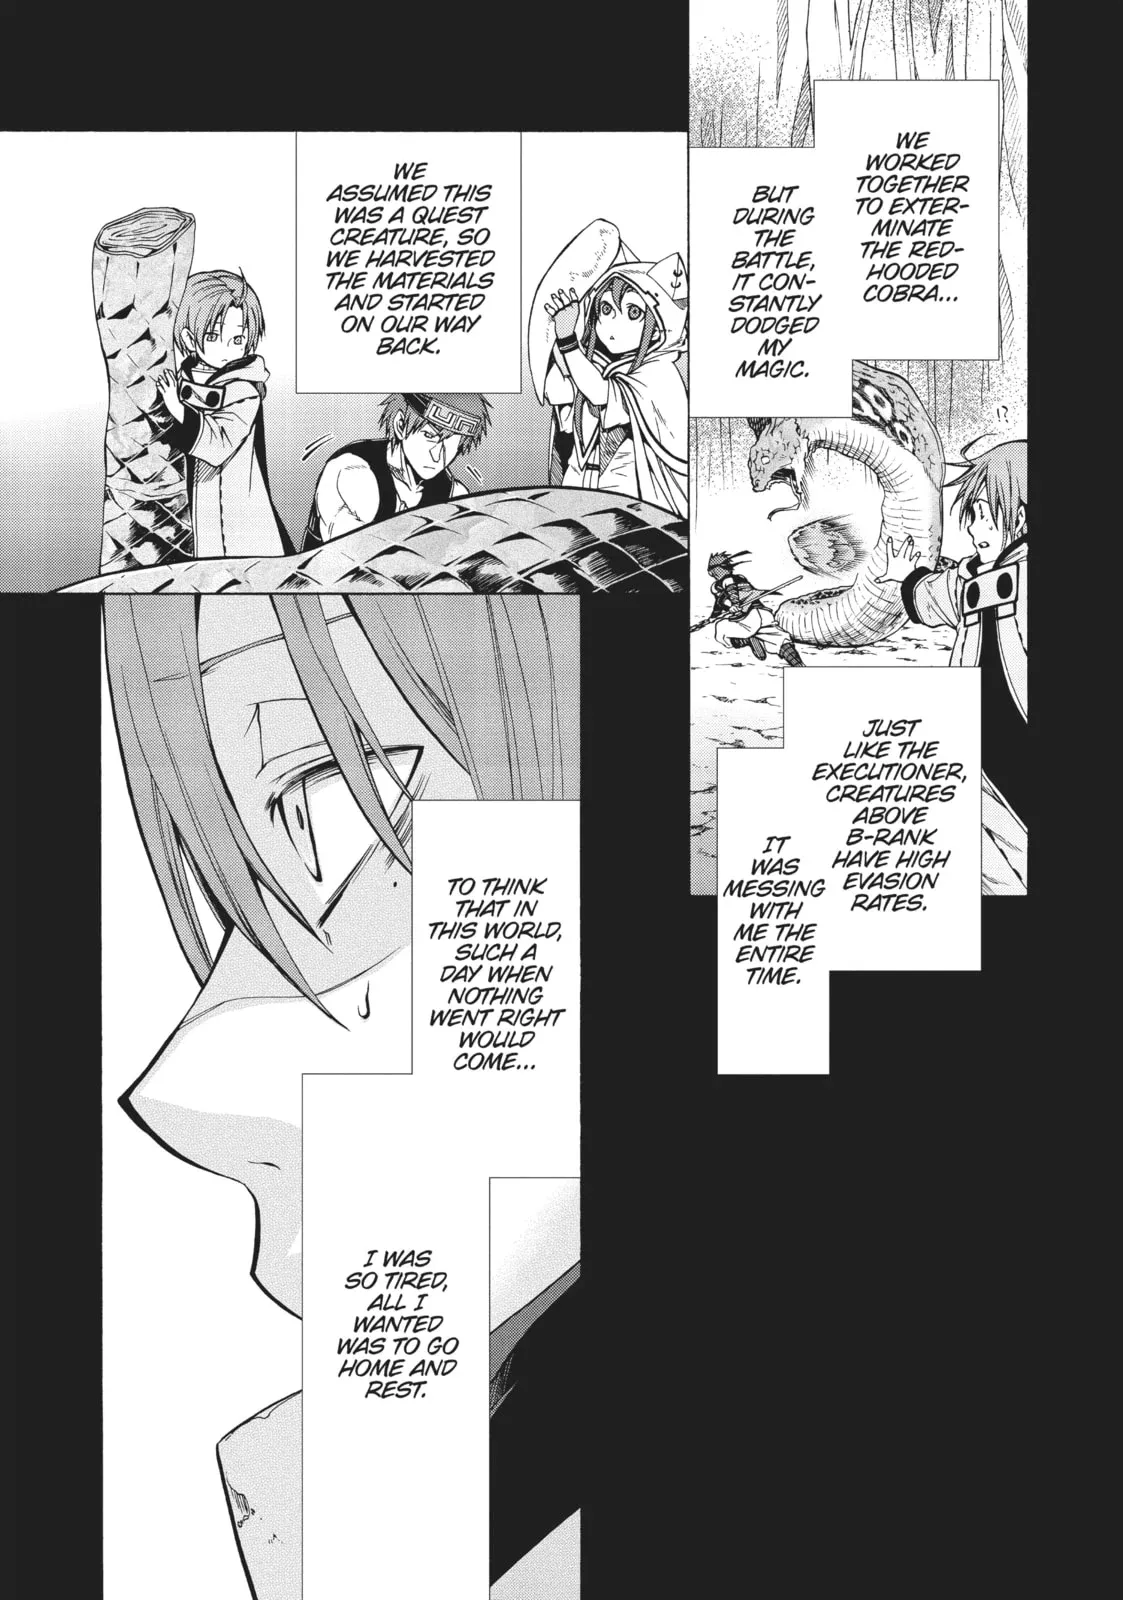 WE
WORKED
TOGETHER
TO EXTER-
MINATE
THE RED-
HOODED
COBRA...
BUT
DURING
THE
BATTLE,
IT CON-
STANTLY
DODGED
MY
MAGIC.
!?
JUST
LIKE THE
EXECUTIONER,
CREATURES
ABOVE
B-RANK
HAVE HIGH
EVASION
RATES.
IT
WAS
MESSING
WITH
ME THE
ENTIRE
TIME.
WE
ASSUMED THIS
WAS A QUEST
CREATURE, SO
WE HARVESTED
THE MATERIALS
AND STARTED
ON OUR WAY
BACK.
TO THINK
THAT IN
THIS WORLD,
SUCH A
DAY WHEN
NOTHING
WENT RIGHT
WOULD
COME...
I WAS
SO TIRED,
ALL I
WANTED
WAS TO GO
HOME AND
REST.